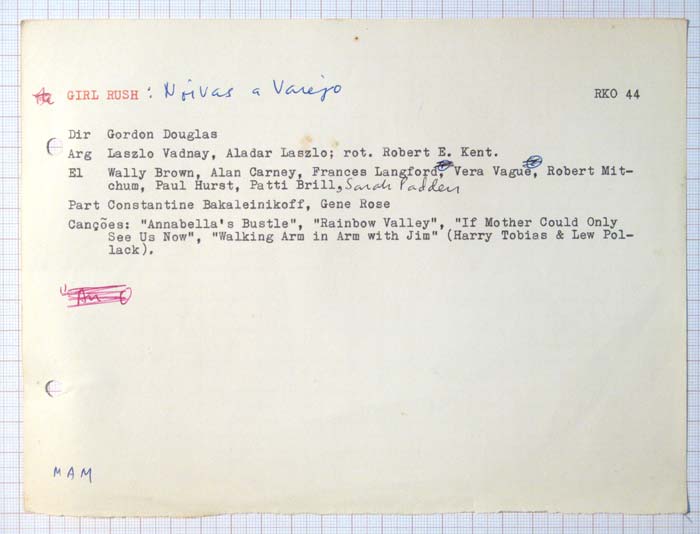 GIRL RUSH : Noivas a Varejo RKO 44
Dir Gordon Douglas
Arg Laszlo Vadnay, Aladar Laszlo; rot. Robert E. Kent.
El Wally Brown, Alan Carney, Frances Langford, Vera Vague, Robert Mit-
chum, Paul Hurst, Patti Brill, Sarah Padden
Part Constantine Bakaleinikoff, Gene Rose
Canções: "Annabella's Bustle", "Rainbow Valley", "If Mother Could Only
See Us Now", "Walking Arm in Arm with Jim" (Harry Tobias & Lew Pol-
lack).
MAM